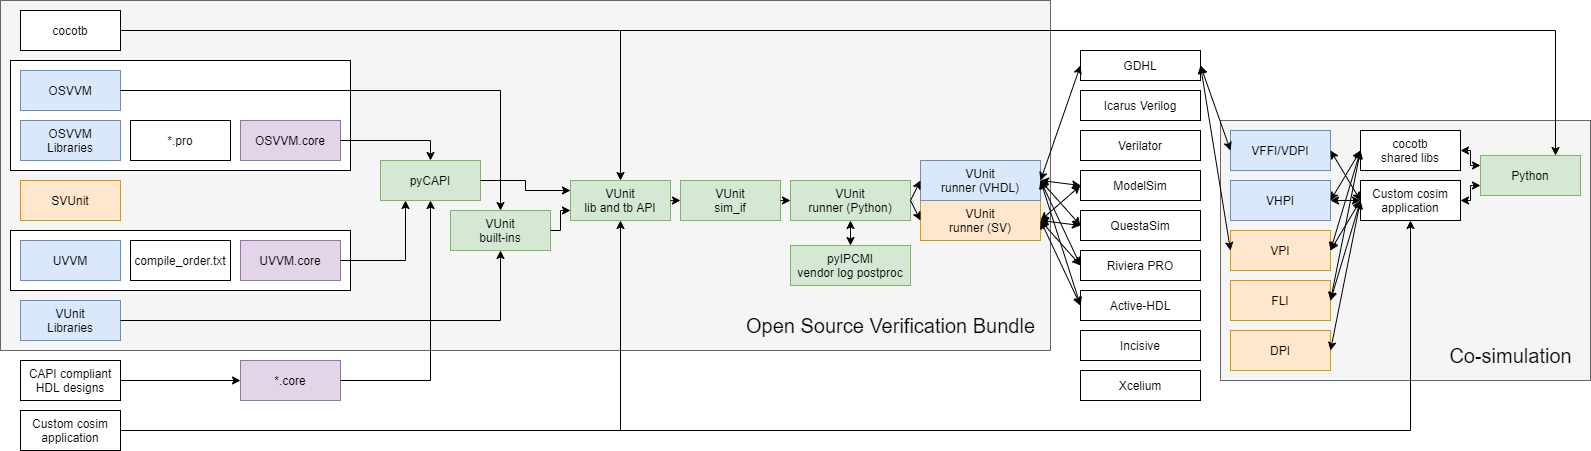 cocotb
OSVVM
OSVVM
Libraries
*.pro
OSVVM.core
SVUnit
UVVM
compile_order.txt
UVVM.core
VUnit
Libraries
CAPI compliant
HDL designs
*.core
Custom cosim
application
pyCAPI
VUnit
built-ins
VUnit
lib and tb API
VUnit
sim_if
VUnit
runner (Python)
pyIPCMI
vendor log postproc
VUnit
runner (VHDL)
VUnit
runner (SV)
Open Source Verification Bundle
GDHL
Icarus Verilog
Verilator
ModelSim
QuestaSim
Riviera PRO
Active-HDL
Incisive
Xcelium
VFFI/VDPI
VHPI
VPI
FLI
DPI
cocotb
shared libs
Custom cosim
application
Python
Co-simulation